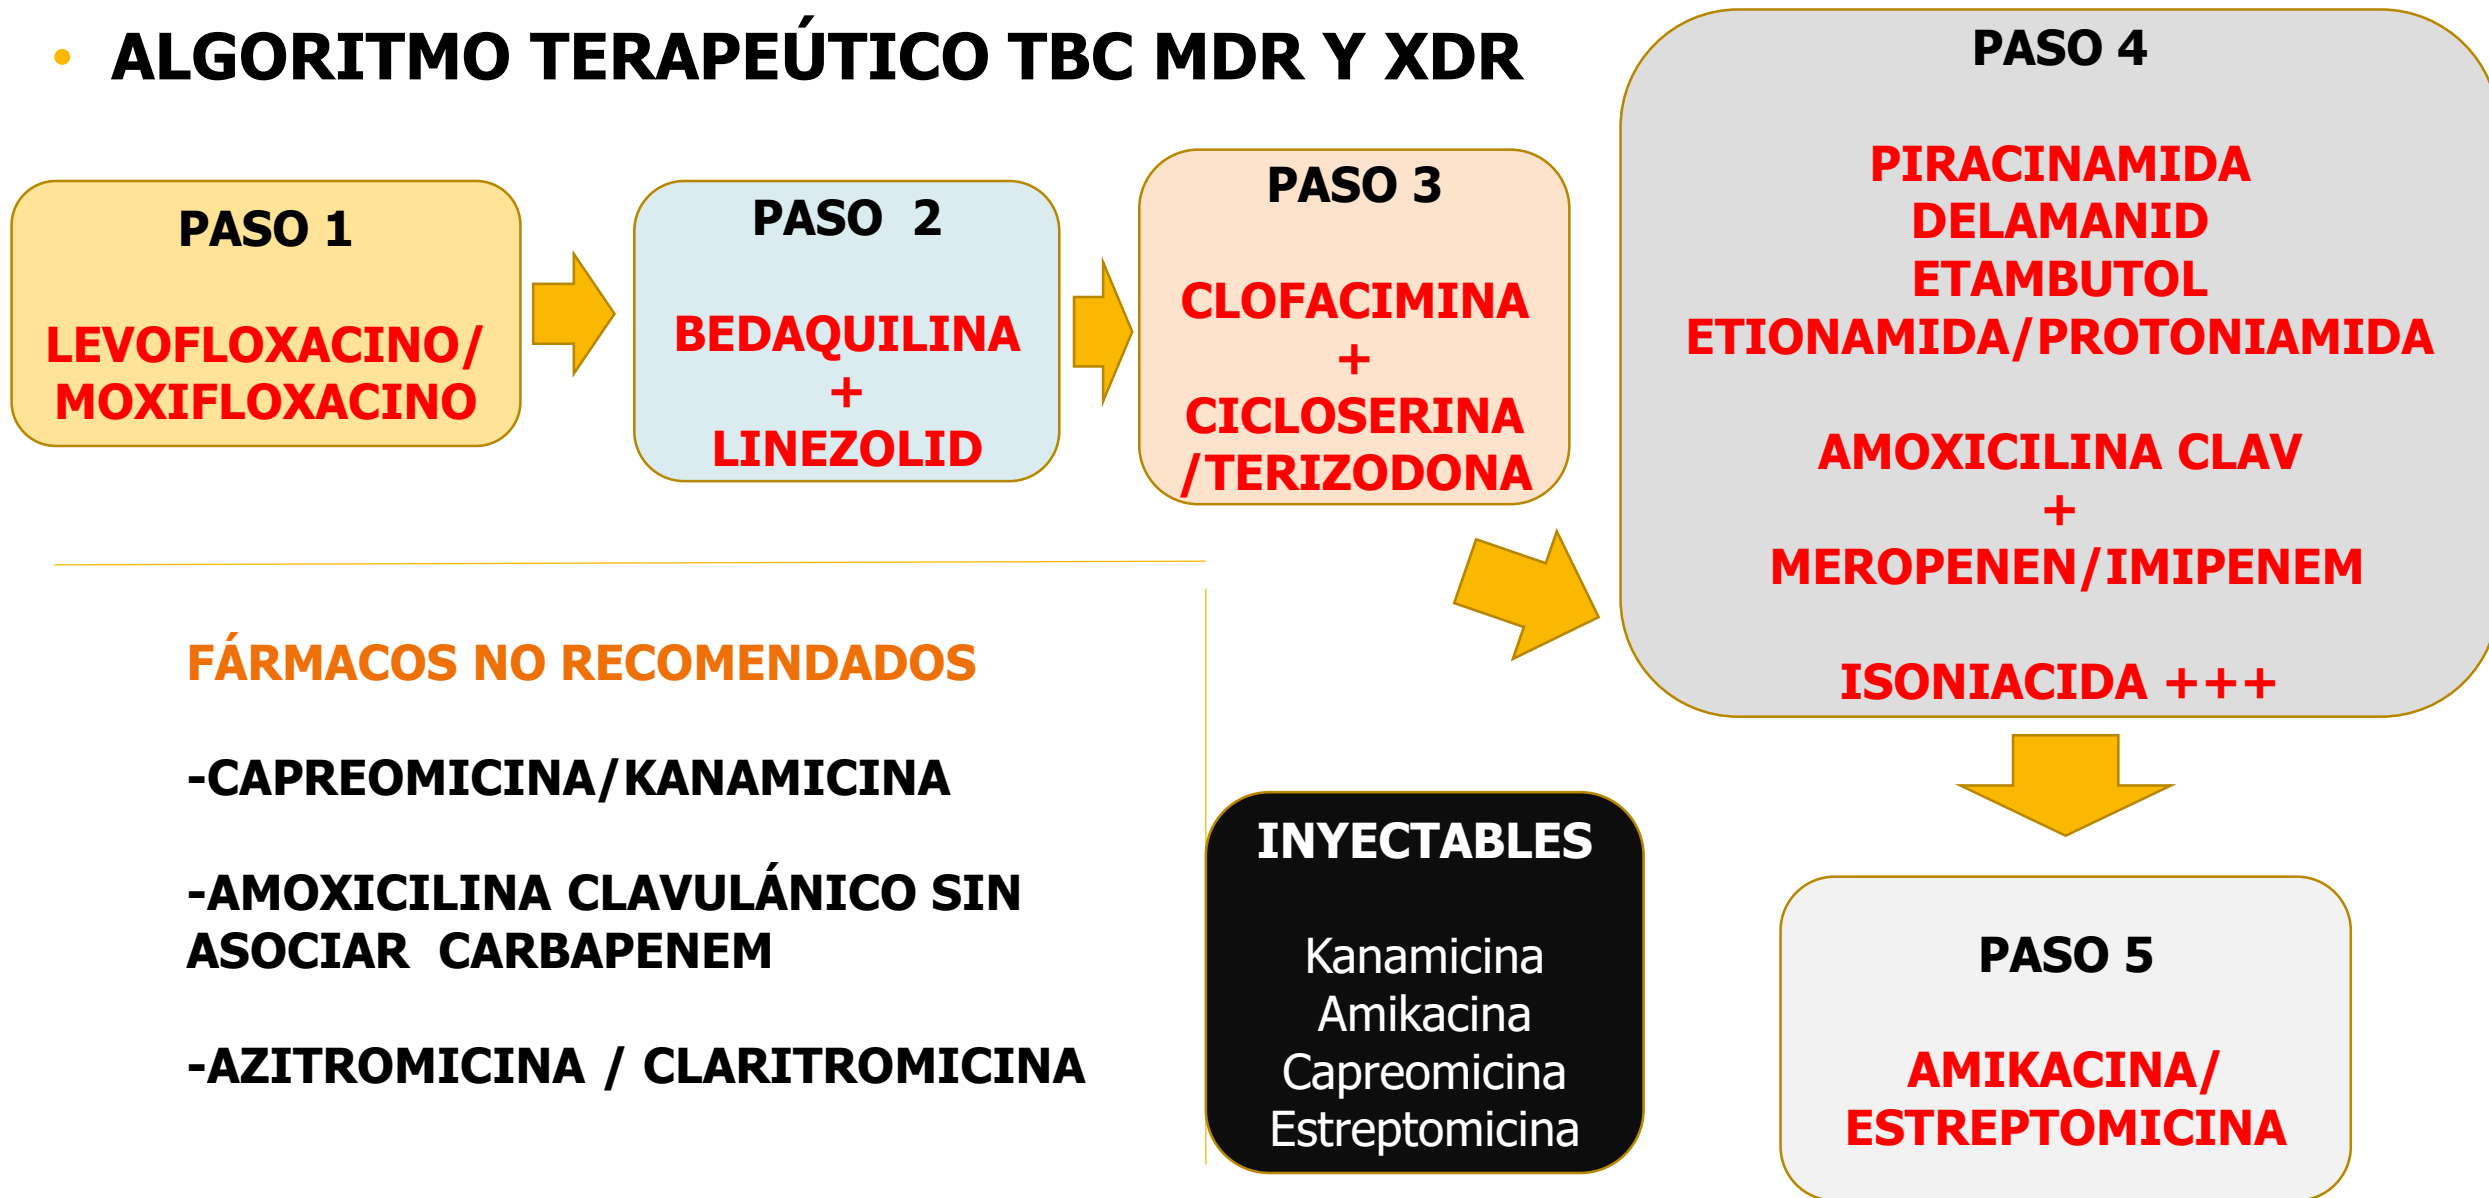 • ALGORITMO TERAPEÚTICO TBC MDR Y XDR
PASO 1
LEVOFLOXACINO/
MOXIFLOXACINO
PASO 2
BEDAQUILINA
+
LINEZOLID
PASO 3
CLOFACIMINA
+
CICLOSERINA
/TERIZODONA
PASO 4
PIRACINAMIDA
DELAMANID
ETAMBUTOL
ETIONAMIDA/PROTONIAMIDA
AMOXICILINA CLAV
+
MEROPENEN/IMIPENEM
ISONIACIDA +++
FÁRMACOS NO RECOMENDADOS
-CAPREOMICINA/KANAMICINA
-AMOXICILINA CLAVULÁNICO SIN
ASOCIAR CARBAPENEM
-AZITROMICINA / CLARITROMICINA
INYECTABLES
Kanamicina
Amikacina
Capreomicina
Estreptomicina
PASO 5
AMIKACINA/
ESTREPTOMICINA